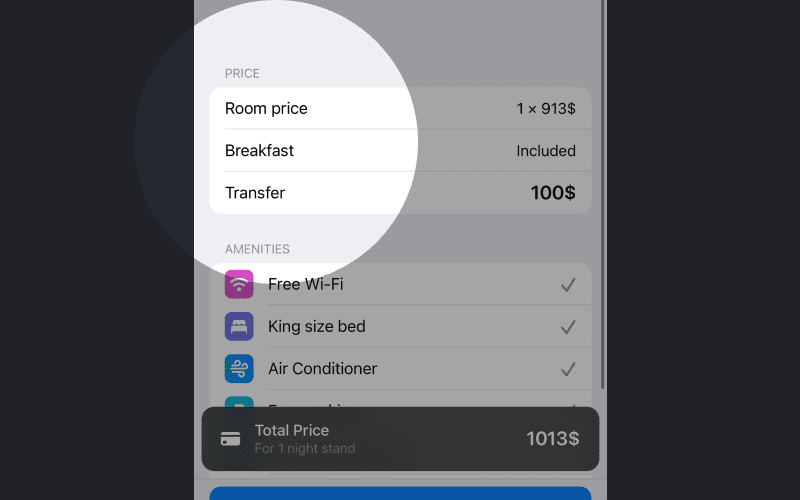 PRICE
Room price 1 × 913$
Breakfast Included
Transfer 100$
AMENITIES
Free Wi-Fi
King size bed
Air Conditioner
Total Price 1013$
For 1 night stand